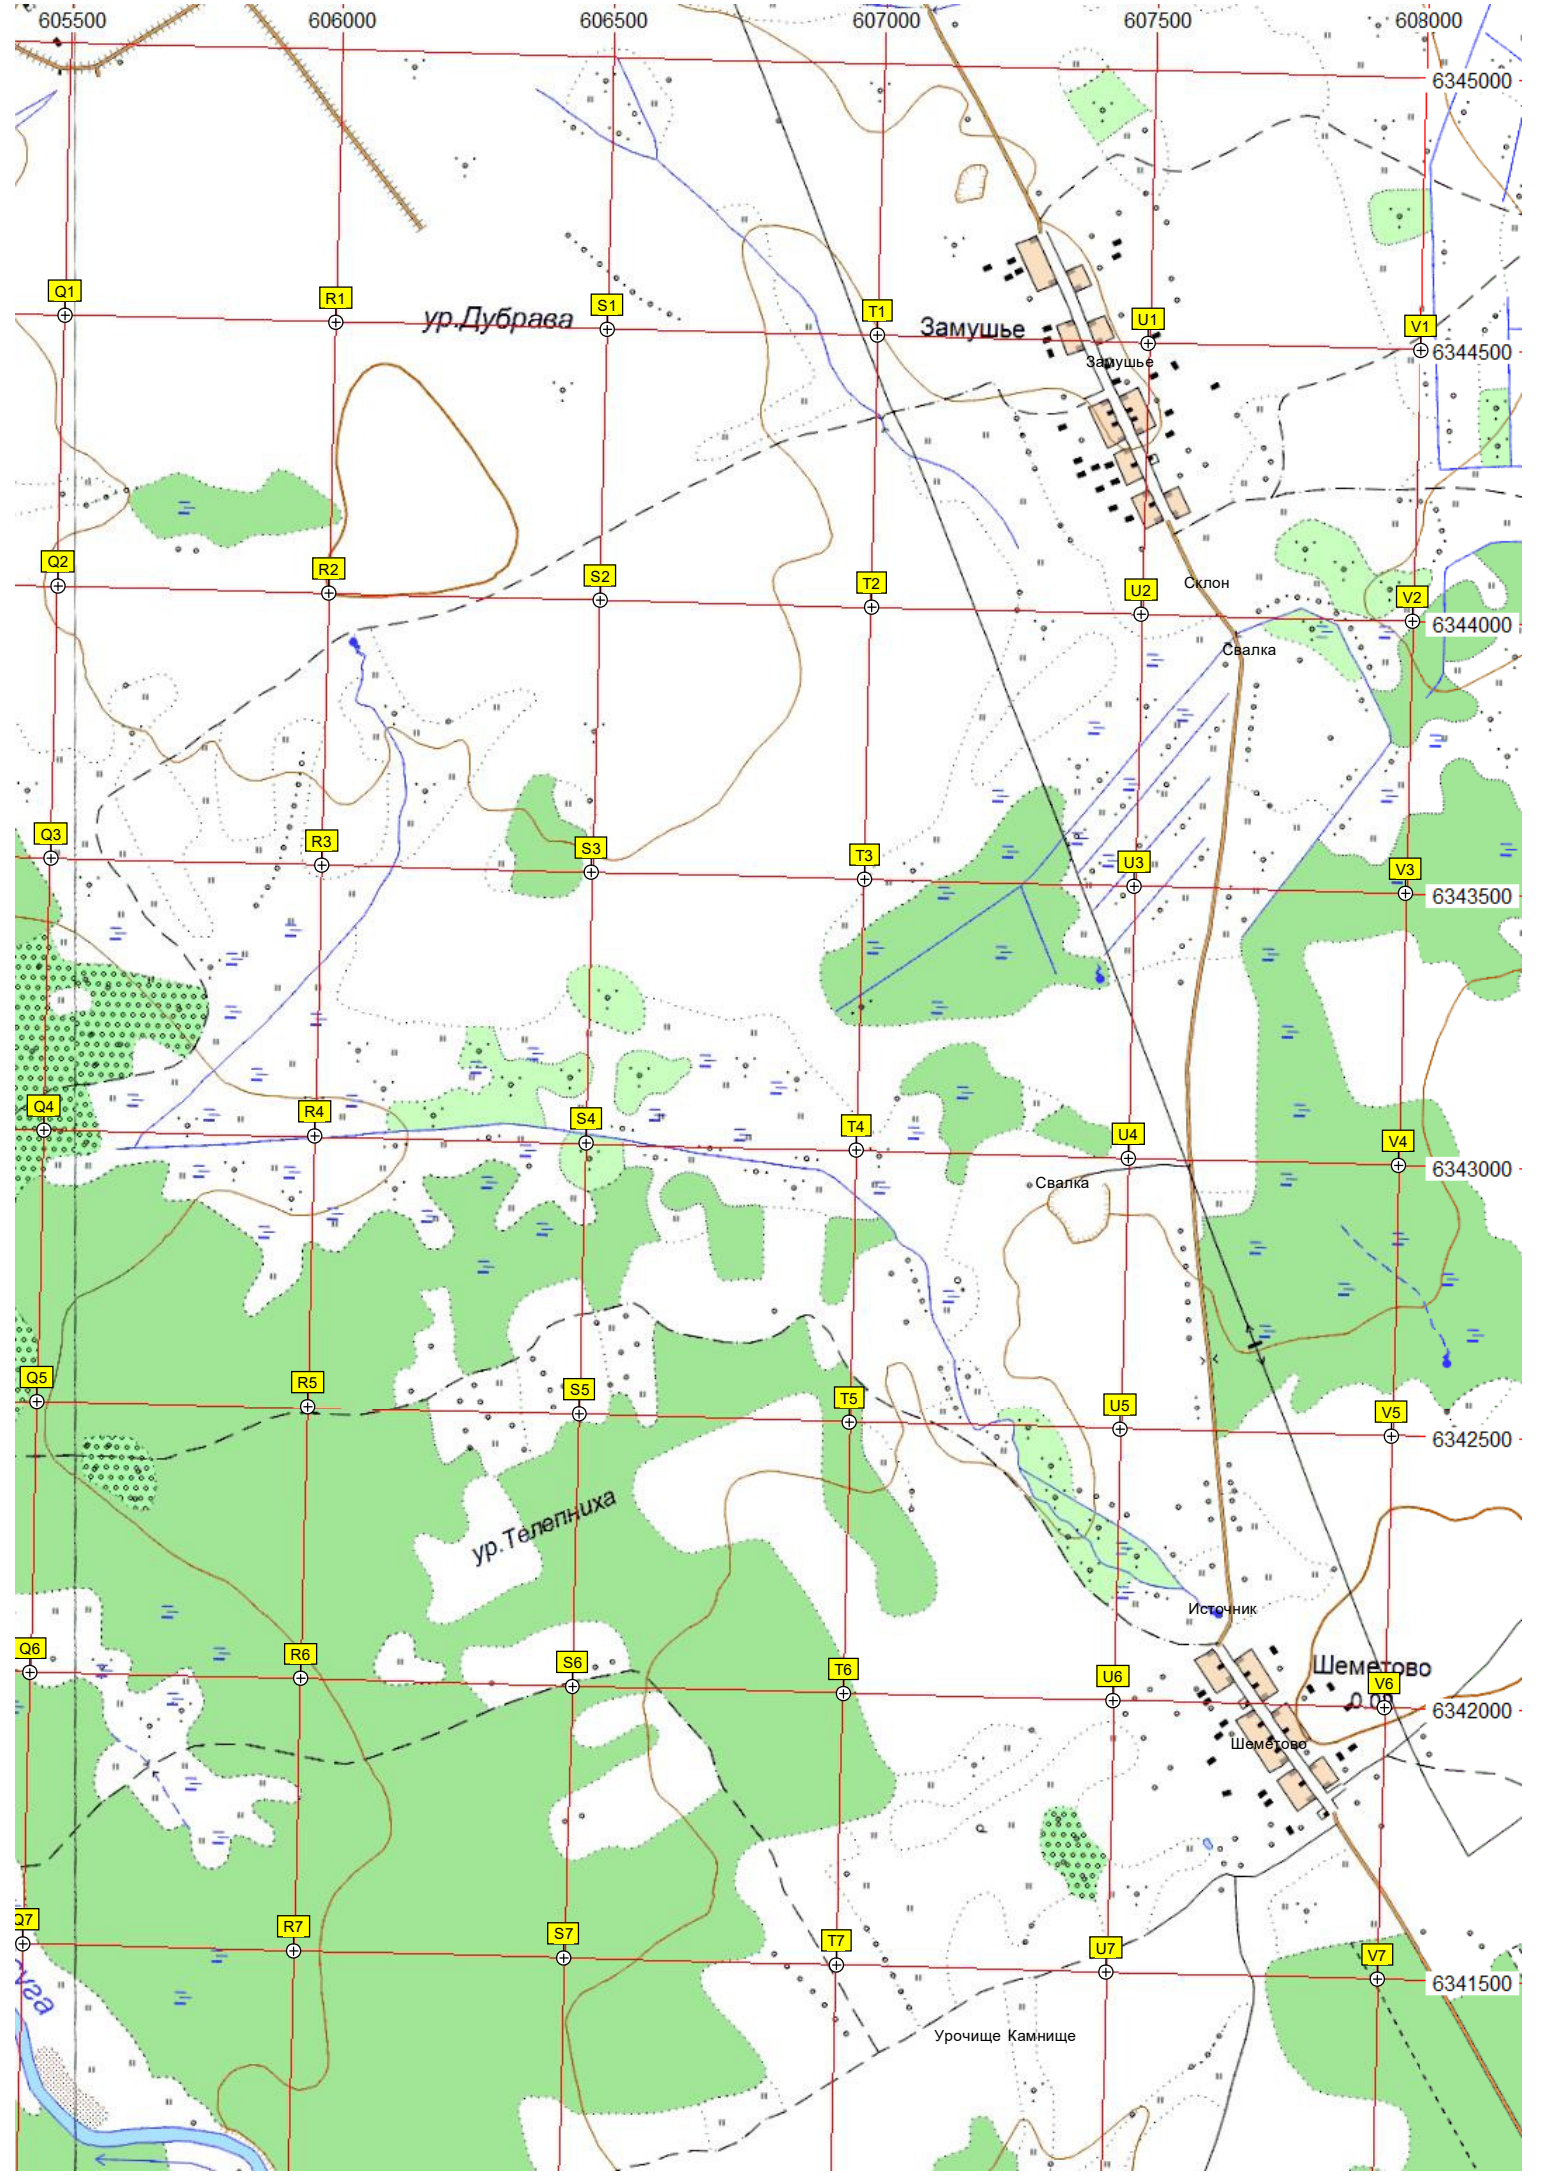 605500 606000 606500 607000 607500 608000
6345000
Q1 R1 S1 T1 U1 V1
ур.Дубрава Замушье
6344500
Замушье
Q2 R2 S2 T2 U2 V2
Склон
6344000
Свалка
Q3 R3 S3 T3 U3 V3
6343500
Q4 R4 S4 T4 U4 V4
6343000
Свалка
Q5 R5 S5 T5 U5 V5
6342500
ур.Телепниха
Источник
Q6 R6 S6 T6 U6 V6
Шеметово
6342000
Шеметово
Q7 R7 S7 T7 U7 V7
6341500
Урочище Камнище